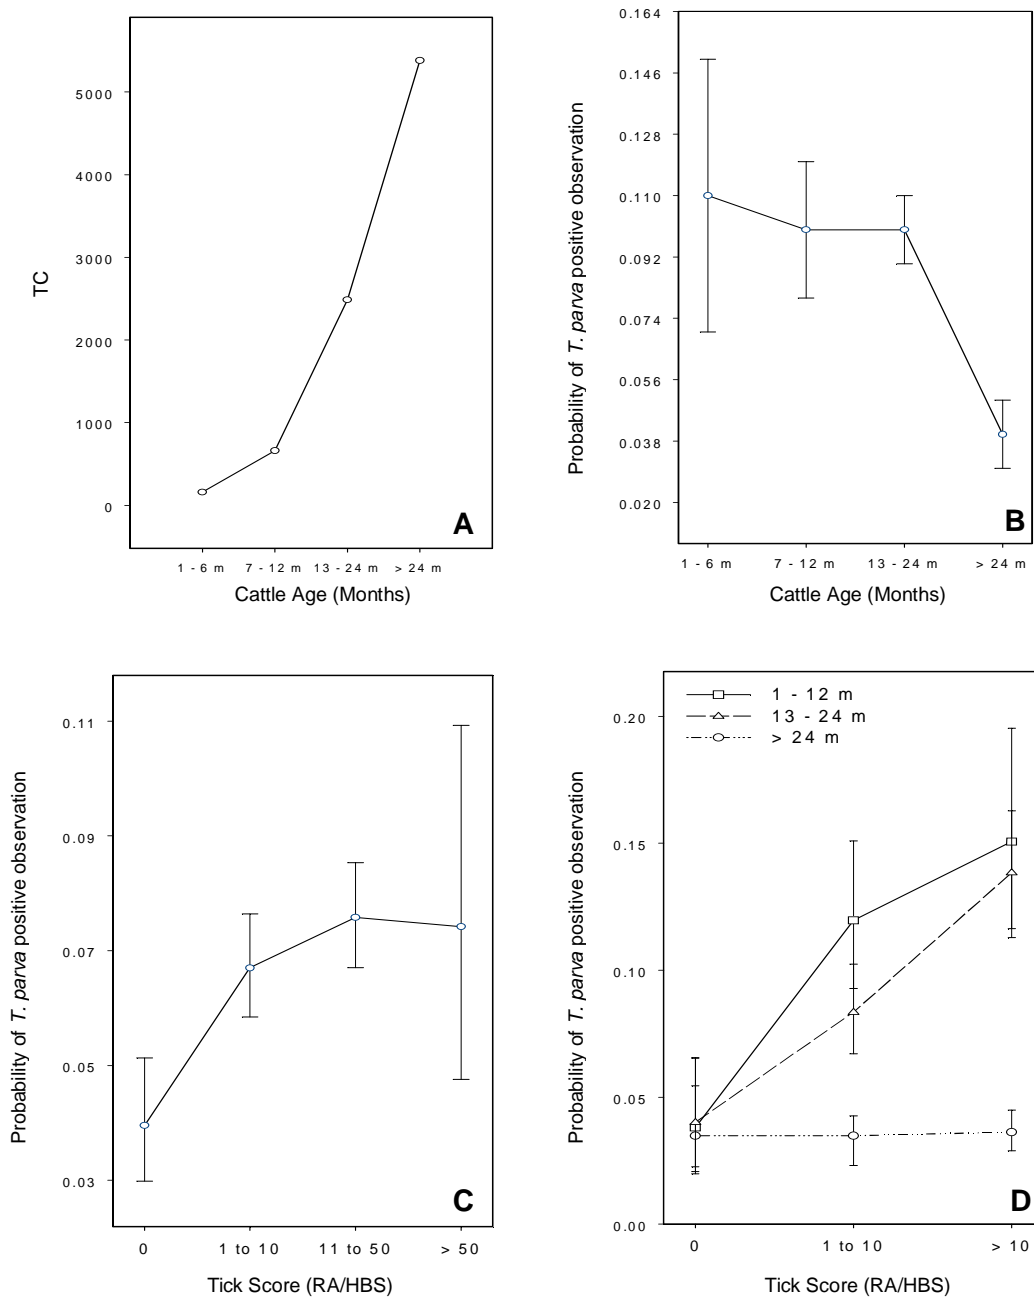 5000
4000
3000
2000
1000
0
TC
1 - 6 m 7 - 12 m 13 - 24 m > 24 m
Cattle Age (Months)
A
0.164
0.146
0.128
0.110
0.092
0.074
0.056
0.038
0.020
Probability of T. parva positive observation
1 - 6 m 7 - 12 m 13 - 24 m > 24 m
Cattle Age (Months)
B
0.11
0.09
0.07
0.05
0.03
Probability of T. parva positive observation
0 1 to 10 11 to 50 > 50
Tick Score (RA/HBS)
C
1 - 12 m
13 - 24 m
> 24 m
0.20
0.15
0.10
0.05
0.00
Probability of T. parva positive observation
0 1 to 10 > 10
Tick Score (RA/HBS)
D